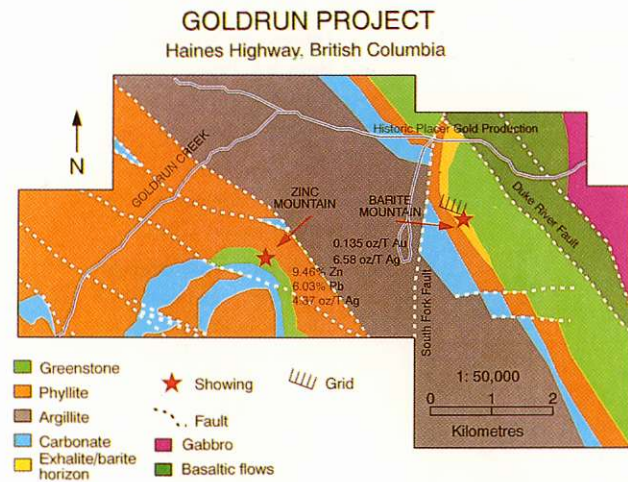 GOLDRUN PROJECT
Haines Highway, British Columbia
N
GOLDRUN CREEK
Historic Placer Gold Production
ZINC
MOUNTAIN
BARITE
MOUNTAIN
Duke River Fault
0.135 oz/T Au
6.58 oz/T Ag
9.46% Zn
6.03% Pb
4.37 oz/T Ag
South Fork Fault
Greenstone
Phyllite
Argillite
Carbonate
Exhalite/barite
horizon
Showing
Fault
Grid
Gabbro
Basaltic flows
1: 50,000
0 1 2
Kilometres